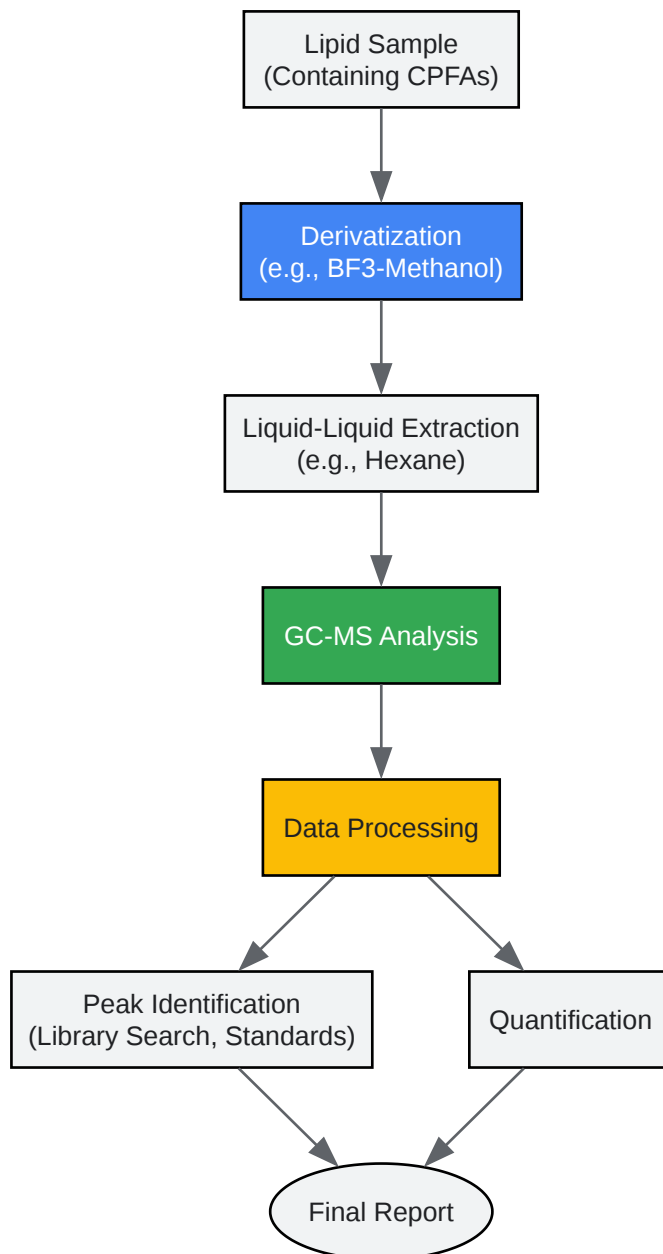 Lipid Sample
(Containing CPFAs)
Derivatization
(e.g., BF3-Methanol)
Liquid-Liquid Extraction
(e.g., Hexane)
GC-MS Analysis
Data Processing
Peak Identification
(Library Search, Standards)
Quantification
Final Report